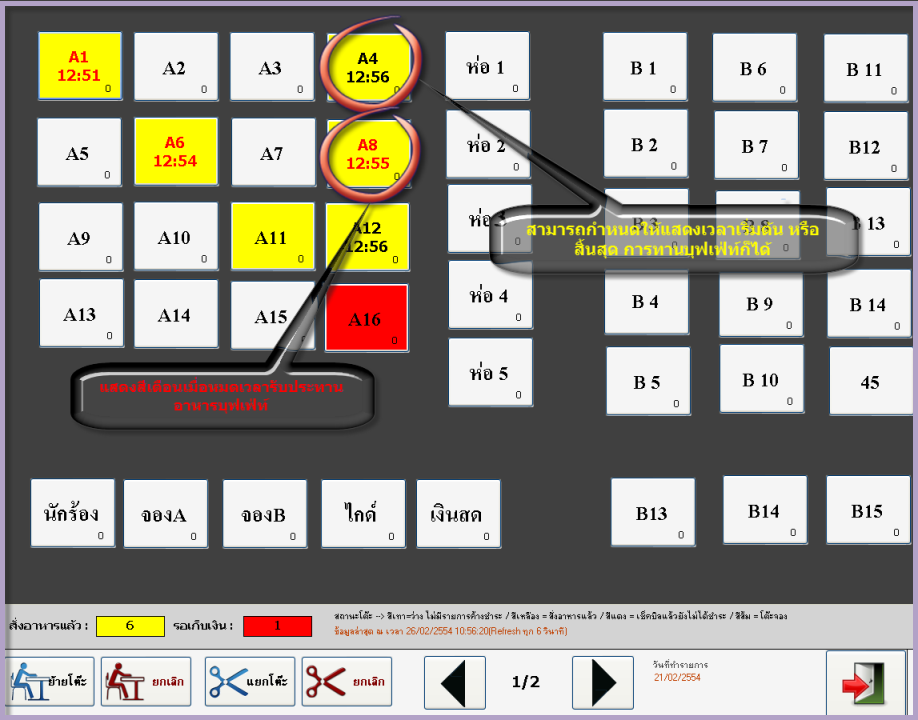 A1
12:51
0
A2
0
A3
0
A4
12:56
0
ห่อ 1
0
B 1
0
B 6
0
B 11
0
A5
0
A6
12:54
0
A7
0
A8
12:55
0
ห่อ 2
0
B 2
0
B 7
0
B12
0
A9
0
A10
0
A11
0
A12
12:56
0
ห่อ 3
B 3
B 8
B 13
0
สามารถกำหนดให้แสดงเวลาเริ่มต้น หรือ
สิ้นสุด การทานบุฟเฟ่ท์ก็ได้
A13
0
A14
0
A15
0
A16
0
ห่อ 4
0
B 4
0
B 9
0
B 14
0
แสดงสีเตือนเมื่อหมดเวลารับประทาน
อาหารบุฟเฟ่ท์
ห่อ 5
0
B 5
0
B 10
0
45
นักร้อง
0
จองA
0
จองB
0
ไกด์
0
เงินสด
0
B13
0
B14
0
B15
0
สั่งอาหารแล้ว : 6 รอเก็บเงิน : 1
สถานะโต๊ะ --> สีเทา=ว่าง ไม่มีรายการค้างชำระ / สีเหลือง = สั่งอาหารแล้ว / สีแดง = เช็คบิลแล้วยังไม่ได้ชำระ / สีส้ม = โต๊ะจอง
ข้อมูลล่าสุด ณ เวลา 26/02/2554 10:56:20(Refresh ทุก 6 วินาที)
ย้ายโต๊ะ
ยกเลิก
แยกโต๊ะ
ยกเลิก
1/2
วันที่ทำรายการ
21/02/2554